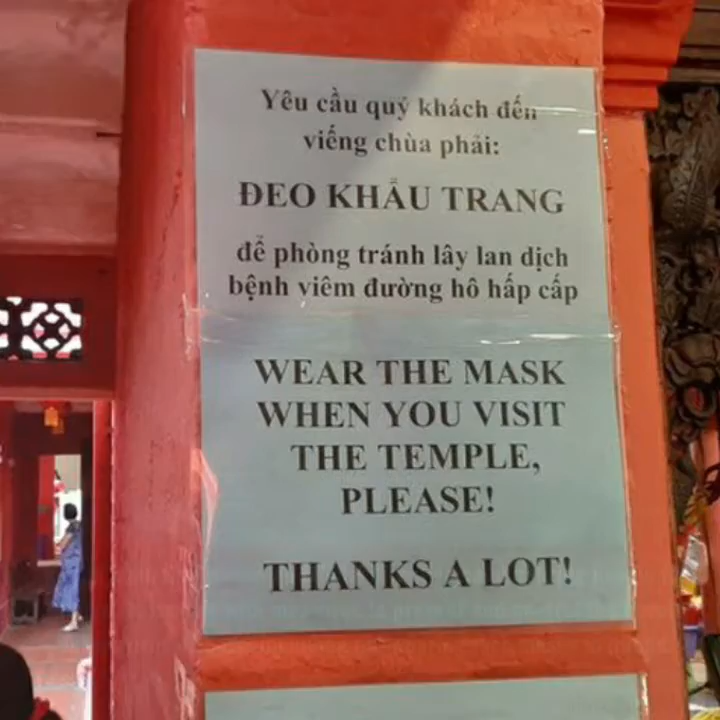 Yêu cầu quý khách đến
viếng chùa phải:
ĐEO KHẨU TRANG
để phòng tránh lây lan dịch
bệnh viêm đường hô hấp cấp
WEAR THE MASK
WHEN YOU VISIT
THE TEMPLE,
PLEASE!
THANKS A LOT!